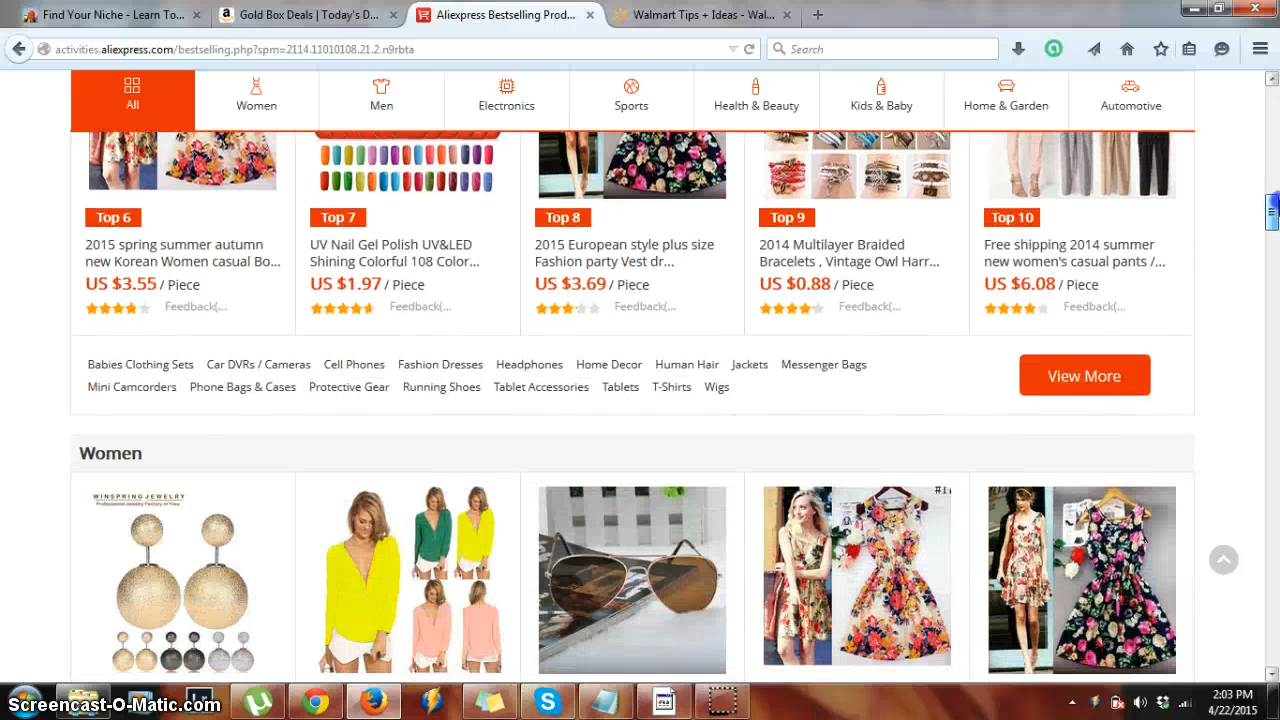 Find Your Niche - Learn To...
Gold Box Deals | Today's D...
Aliexpress Bestselling Prod...
Walmart Tips + Ideas - Wal...
activities.aliexpress.com/bestselling.php?spm=2114.11010108.21.2.n9rbta
Search
All
Women
Men
Electronics
Sports
Health & Beauty
Kids & Baby
Home & Garden
Automotive
Top 6
2015 spring summer autumn
new Korean Women casual Bo...
US $3.55 / Piece
Feedback(...
Top 7
UV Nail Gel Polish UV&LED
Shining Colorful 108 Color...
US $1.97 / Piece
Feedback(...
Top 8
2015 European style plus size
Fashion party Vest dr...
US $3.69 / Piece
Feedback(...
Top 9
2014 Multilayer Braided
Bracelets , Vintage Owl Harr...
US $0.88 / Piece
Feedback(...
Top 10
Free shipping 2014 summer
new women's casual pants /...
US $6.08 / Piece
Feedback(...
Babies Clothing Sets Car DVRs / Cameras Cell Phones Fashion Dresses Headphones Home Decor Human Hair Jackets Messenger Bags
Mini Camcorders Phone Bags & Cases Protective Gear Running Shoes Tablet Accessories Tablets T-Shirts Wigs
View More
Women
WINSPRING JEWELRY
Screencast-O-Matic.com
2:03 PM
4/22/2015